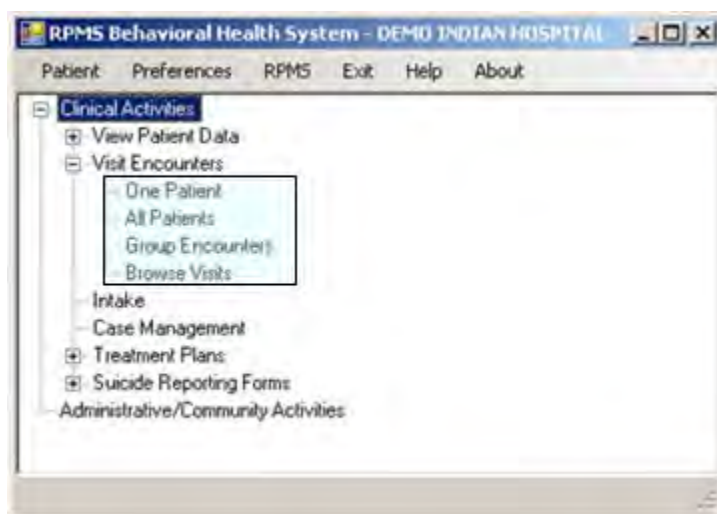 RPMS Behavioral Health System - DEMO INDIAN HOSPITAL
Patient Preferences RPMS Exit Help About
Clinical Activities
View Patient Data
Visit Encounters
One Patient
All Patients
Group Encounters
Browse Visits
Intake
Case Management
Treatment Plans
Suicide Reporting Forms
Administrative/Community Activities